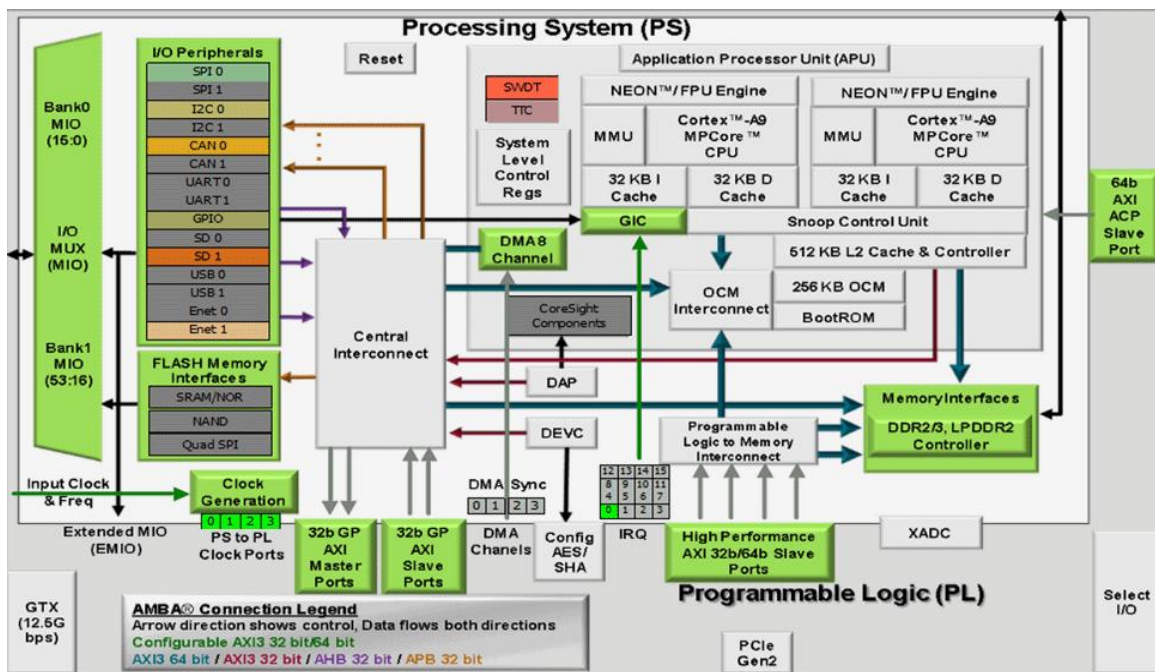 Processing System (PS)
Bank0
MIO
(16:0)
I/O
MUX
(MIO)
Bank1
MIO
(53:16)
I/O Peripherals
SPI 0
SPI 1
I2C 0
I2C 1
CAN 0
CAN 1
UART 0
UART 1
GPIO
SD 0
SD 1
USB 0
USB 1
Enet 0
Enet 1
FLASH Memory
Interfaces
SRAM/NOR
NAND
Quad SPI
Reset
Application Processor Unit (APU)
SWDT
TTC
System
Level
Control
Regs
NEON™/ FPU Engine
MMU
Cortex™-A9
MPCore™
CPU
32 KB I
Cache
32 KB D
Cache
NEON™/ FPU Engine
MMU
Cortex™-A9
MPCore™
CPU
32 KB I
Cache
32 KB D
Cache
GIC
Snoop Control Unit
DMA8
Channel
512 KB L2 Cache & Controller
OCM
Interconnect
256 KB OCM
BootROM
CoreSight
Components
Central
Interconnect
DAP
DEVC
64b
AXI
ACP
Slave
Port
Programmable
Logic to Memory
Interconnect
Memory Interfaces
DDR2/3, LPDDR2
Controller
Input Clock
& Freq
Clock
Generation
0 1 2 3
PS to PL
Clock Ports
Extended MIO
(EMIO)
32b GP
AXI
Master
Ports
32b GP
AXI
Slave
Ports
DMA Sync
0 1 2 3
DMA
Channels
Config
AES/
SHA
12 13 14 15
8 9 10 11
4 5 6 7
0 1 2 3
IRQ
High Performance
AXI 32b/64b Slave
Ports
XADC
Programmable Logic (PL)
GTX
(12.5G
bps)
AMBA® Connection Legend
Arrow direction shows control, Data flows both directions
Configurable AXI3 32 bit/64 bit
AXI3 64 bit / AXI3 32 bit / AHB 32 bit / APB 32 bit
PCIe
Gen2
Select
I/O